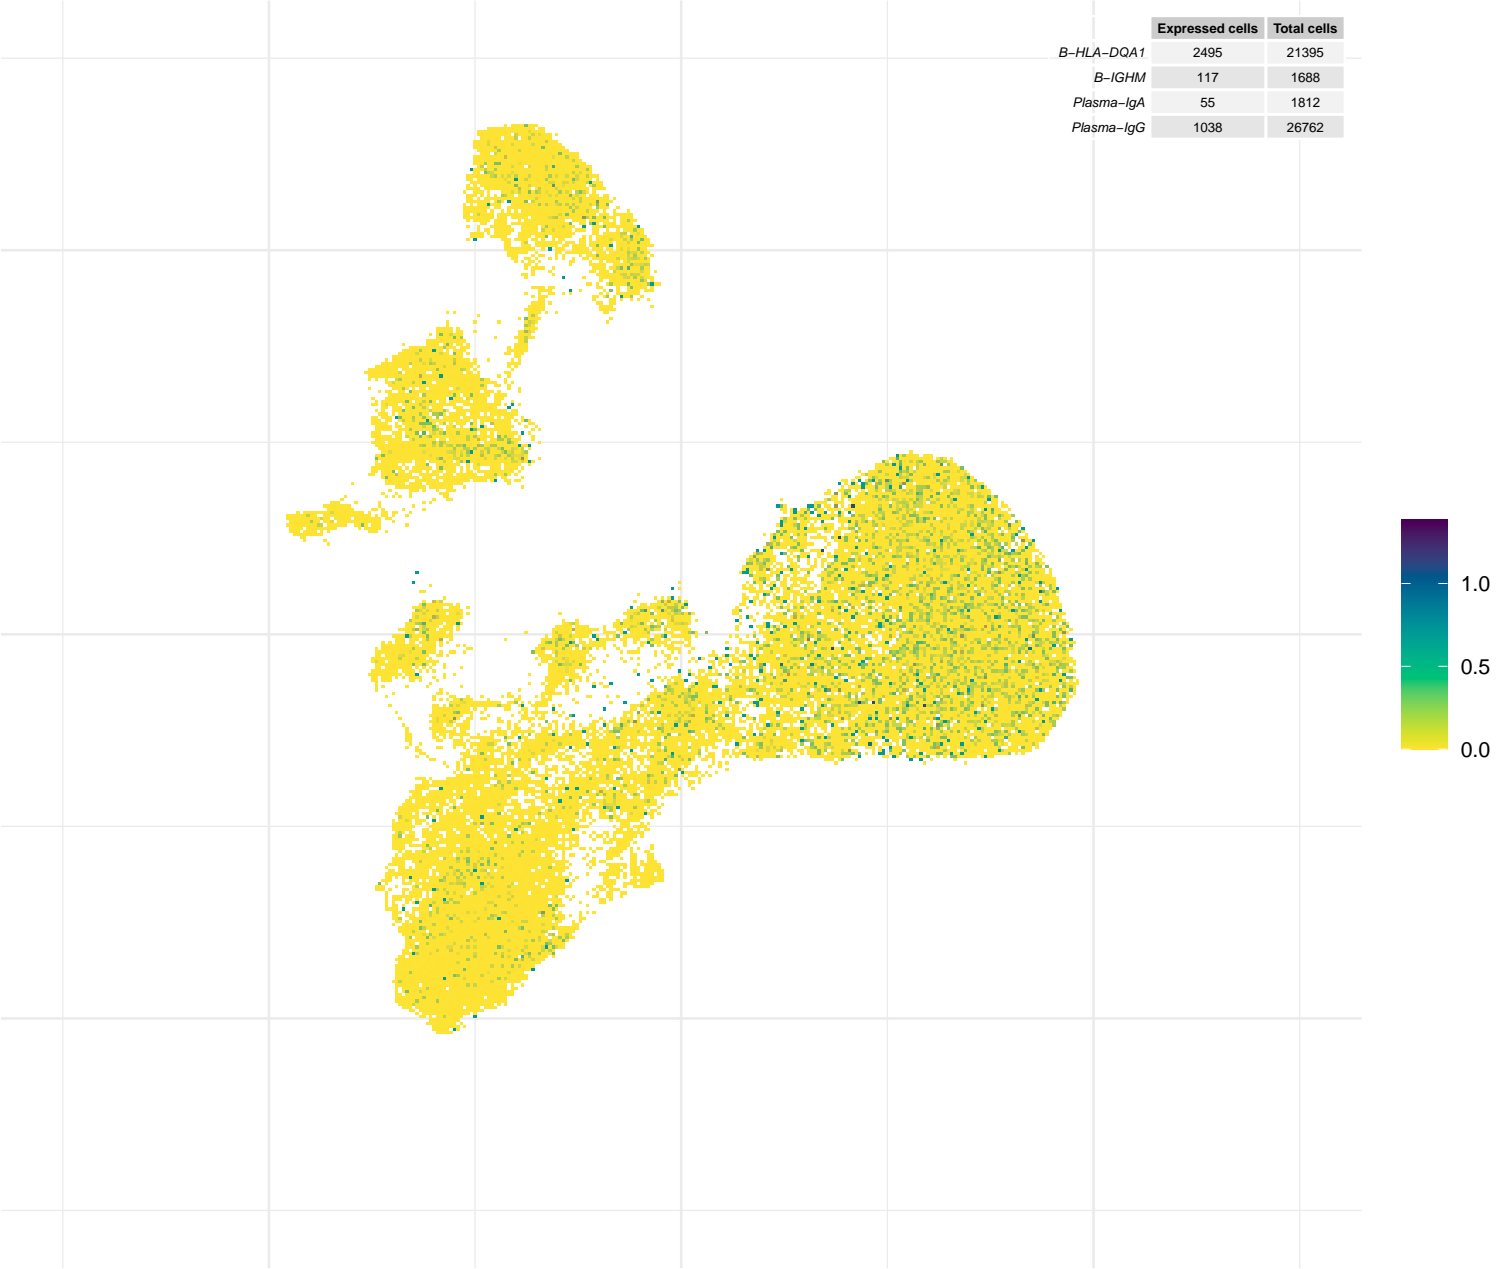 Expressed cells Total cells
B−HLA−DQA1 2495 21395
B−IGHM 117 1688
Plasma−IgA 55 1812
Plasma−IgG 1038 26762
1.0
0.5
0.0